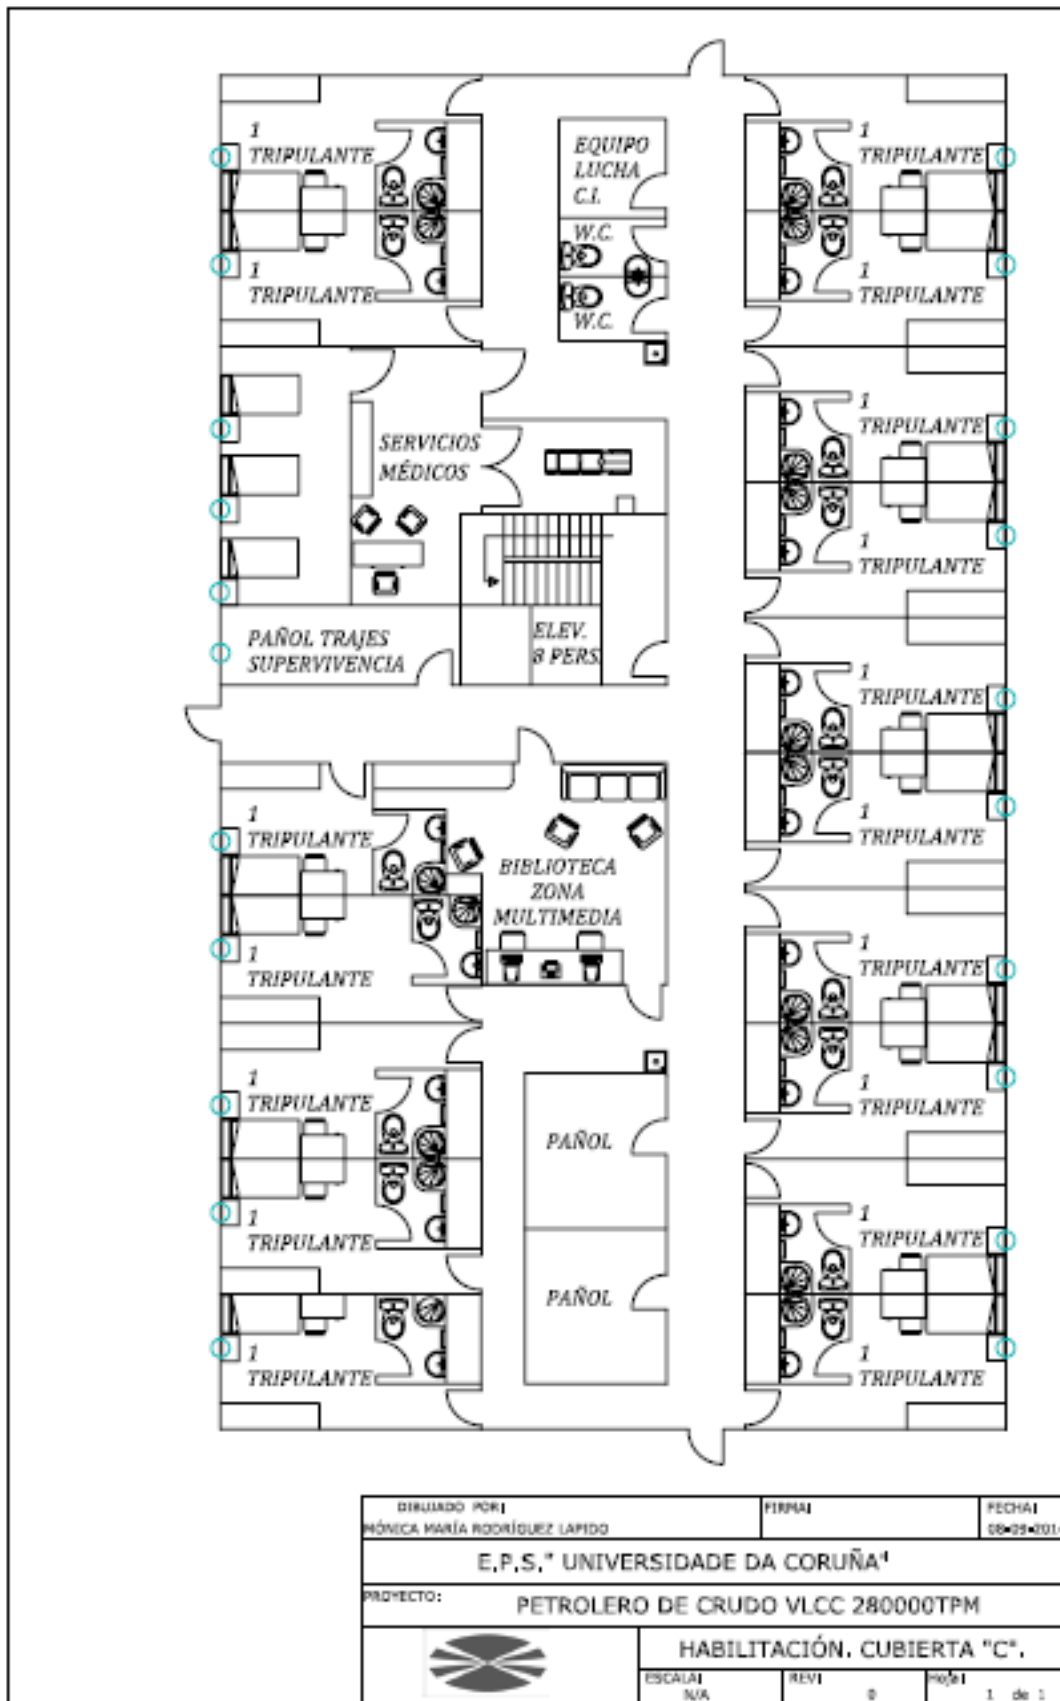 1
TRIPULANTE
1
TRIPULANTE
EQUIPO
LUCHA
C.I.
W.C.
W.C.
1
TRIPULANTE
1
TRIPULANTE
SERVICIOS
MÉDICOS
1
TRIPULANTE
1
TRIPULANTE
PAÑOL TRAJES
SUPERVIVENCIA
ELEV.
8 PERS.
1
TRIPULANTE
1
TRIPULANTE
1
TRIPULANTE
1
TRIPULANTE
BIBLIOTECA
ZONA
MULTIMEDIA
1
TRIPULANTE
1
TRIPULANTE
1
TRIPULANTE
1
TRIPULANTE
PAÑOL
PAÑOL
1
TRIPULANTE
1
TRIPULANTE
1
TRIPULANTE
DIBUJADO POR:
MÓNICA MARÍA RODRÍGUEZ LAPIDO
FIRMA:
FECHA:
E.P.S." UNIVERSIDADE DA CORUÑA"
PROYECTO:
PETROLERO DE CRUDO VLCC 280000TPM
HABILITACIÓN. CUBIERTA "C".
ESCALA:
N/A
REV:
0
Hoja:
1 de 1